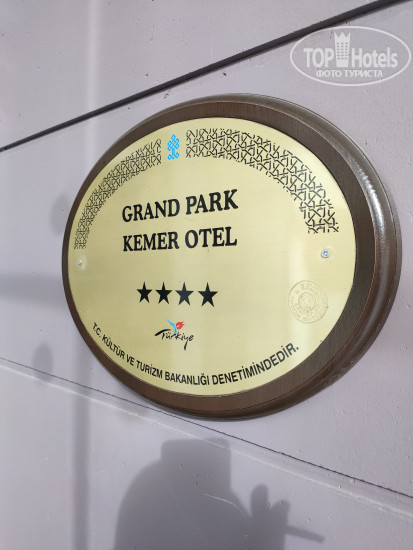 TOP Hotels
ФОТО ТУРИСТА
GRAND PARK
KEMER OTEL
Türkiye
T.C. KÜLTÜR VE TURİZM BAKANLIĞI DENETİMİNDEDİR.